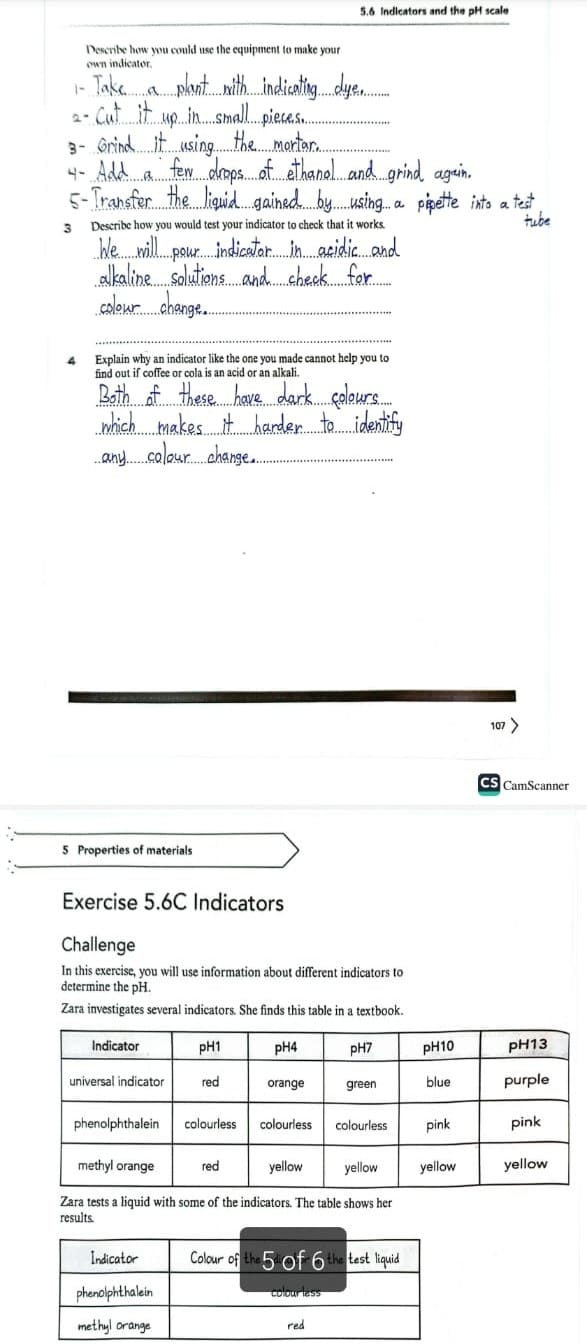 5.6 Indicators and the pH scale
Describe how you could use the equipment to make your
own indicator.
1- Take a plant with indicating dye.
2- Cut it up in small pieces.
3- Grind it using the mortar.
4- Add a few drops of ethanol and grind again.
5- Transfer the liquid gained by using a pipette into a test
tube
3 Describe how you would test your indicator to check that it works.
We will pour indicator in acidic and
alkaline solutions and check for
colour change.
4 Explain why an indicator like the one you made cannot help you to
find out if coffee or cola is an acid or an alkali.
Both of these have dark colours
which makes it harder to identify
any colour change.
107
CS CamScanner
5 Properties of materials
Exercise 5.6C Indicators
Challenge
In this exercise, you will use information about different indicators to
determine the pH.
Zara investigates several indicators. She finds this table in a textbook.
Indicator pH1 pH4 pH7 pH10 pH13
universal indicator red orange green blue purple
phenolphthalein colourless colourless colourless pink pink
methyl orange red yellow yellow yellow yellow
Zara tests a liquid with some of the indicators. The table shows her
results.
Indicator Colour of the the test liquid
5 of 6
phenolphthalein colourless
methyl orange red